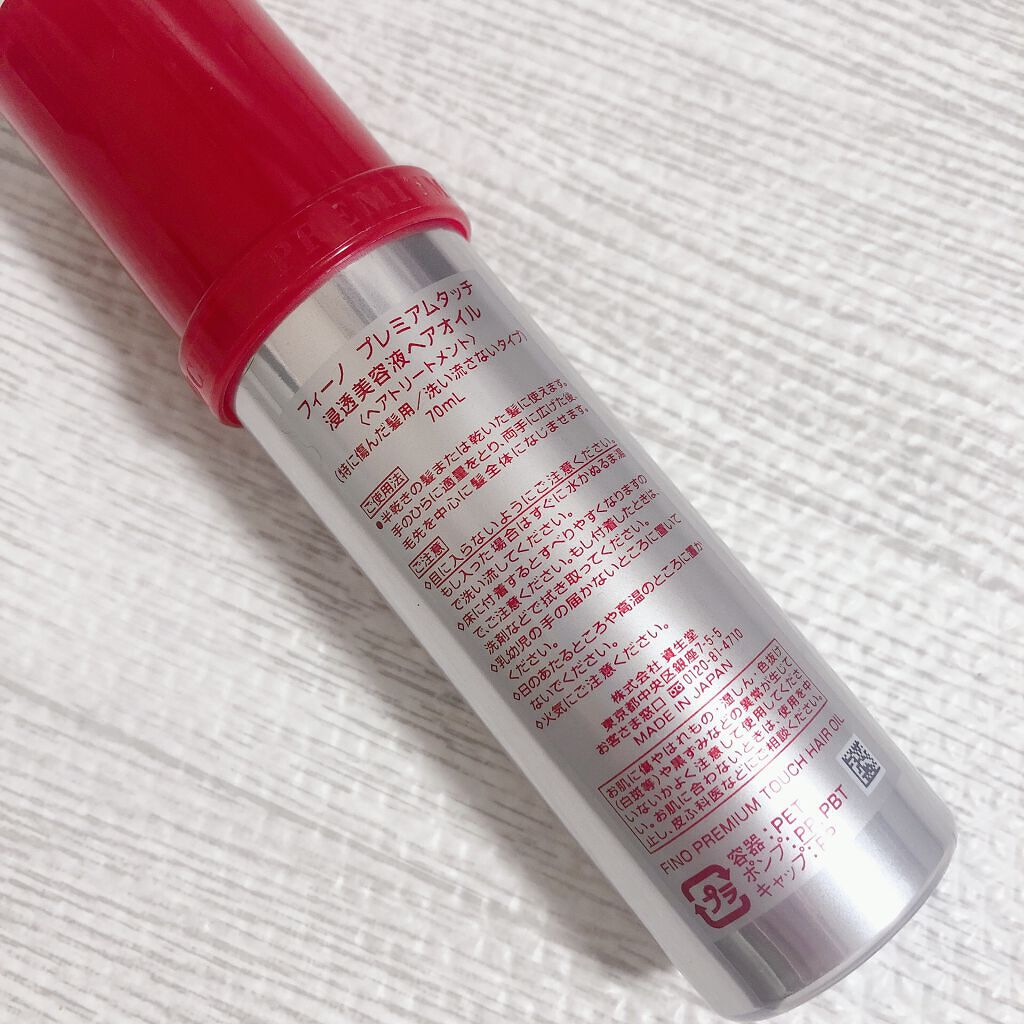 PREMIUM
フィーノ プレミアムタッチ
浸透美容液ヘアオイル
〈ヘアトリートメント〉
(特に傷んだ髪用/洗い流さないタイプ)
70mL
ご使用法
●半乾きの髪または乾いた髪に使えます。
手のひらに適量をとり、両手に広げた後、
毛先を中心に髪全体になじませます。
ご注意
◊目に入らないようにご注意ください。
もし入った場合はすぐに水かぬるま湯
で洗い流してください。
◊床に付着するとすべりやすくなりますの
で、ご注意ください。もし付着したときは、
洗剤などで拭き取ってください。
◊乳幼児の手の届かないところに置いて
ください。
◊日のあたるところや高温のところに置か
ないでください。
◊火気にご注意ください。
株式会社 資生堂
東京都中央区銀座7-5-5
お客さま窓口 0120-81-4710
MADE IN JAPAN
お肌に傷やはれもの・湿しん・色抜け
(白斑等)や黒ずみなどの異常が生じて
いないかよく注意して使用してくださ
い。お肌に合わないときは、使用を中
止し、皮ふ科医などにご相談ください。
FINO PREMIUM TOUCH HAIR OIL
プラ
容器:PET
ポンプ:PP,PBT
キャップ:PP